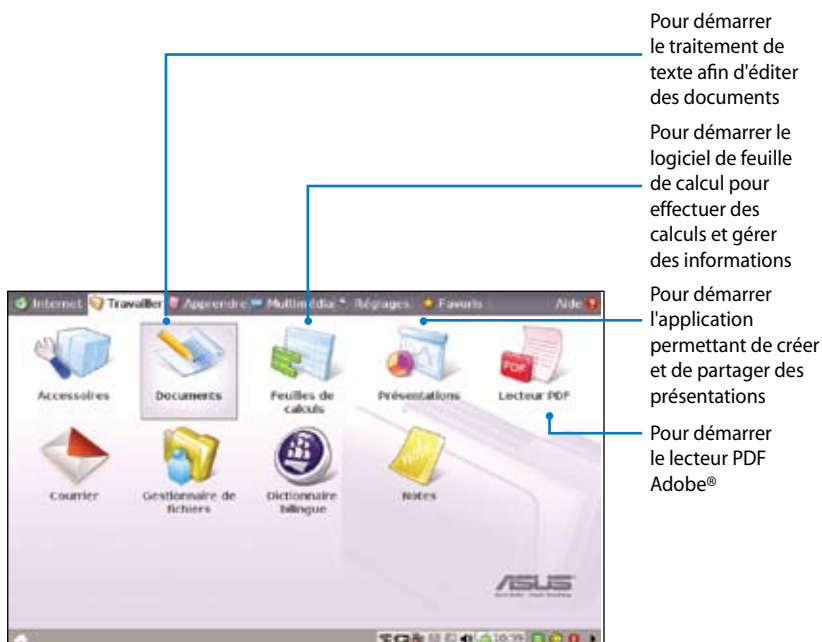 Pour démarrer
le traitement de
texte afin d'éditer
des documents
Pour démarrer le
logiciel de feuille
de calcul pour
effectuer des
calculs et gérer
des informations
Pour démarrer
l'application
permettant de créer
et de partager des
présentations
Pour démarrer
le lecteur PDF
Adobe®
Internet Travailler Apprendre Multimédia Réglages Favoris Aide
Accessoires Documents Feuilles de calculs Présentations Lecteur PDF
PDF
Courrier Gestionnaire de fichiers Dictionnaire bilingue Notes
ASUS